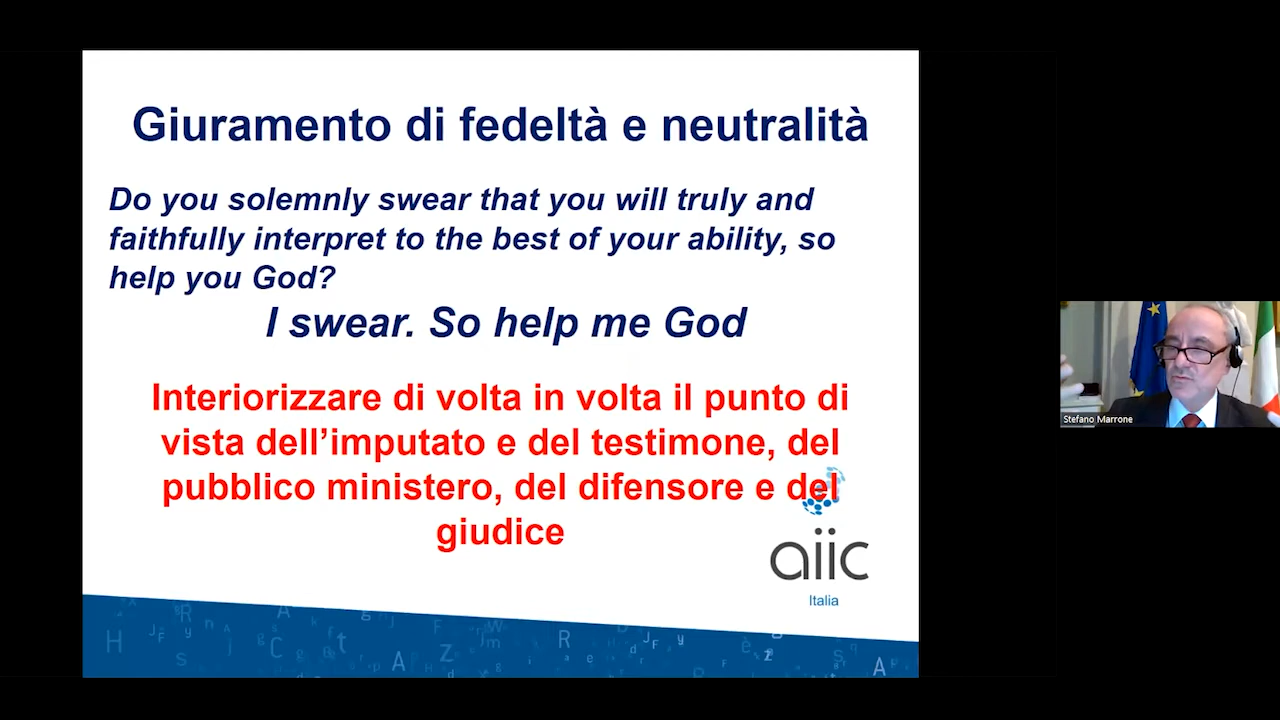 Giuramento di fedeltà e neutralità
Do you solemnly swear that you will truly and
faithfully interpret to the best of your ability, so
help you God?
I swear. So help me God
Interiorizzare di volta in volta il punto di
vista dell’imputato e del testimone, del
pubblico ministero, del difensore e del
giudice
aiic
Italia
Stefano Marrone